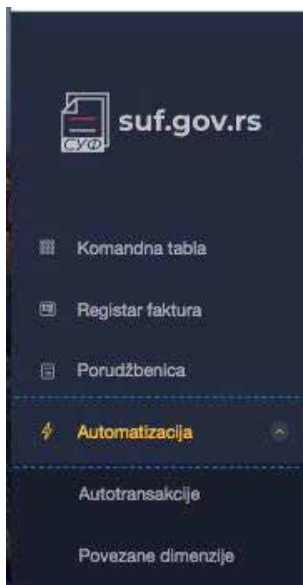 СУФ
suf.gov.rs
Komandna tabla
Registar faktura
Porudžbenica
Automatizacija
Autotransakcije
Povezane dimenzije